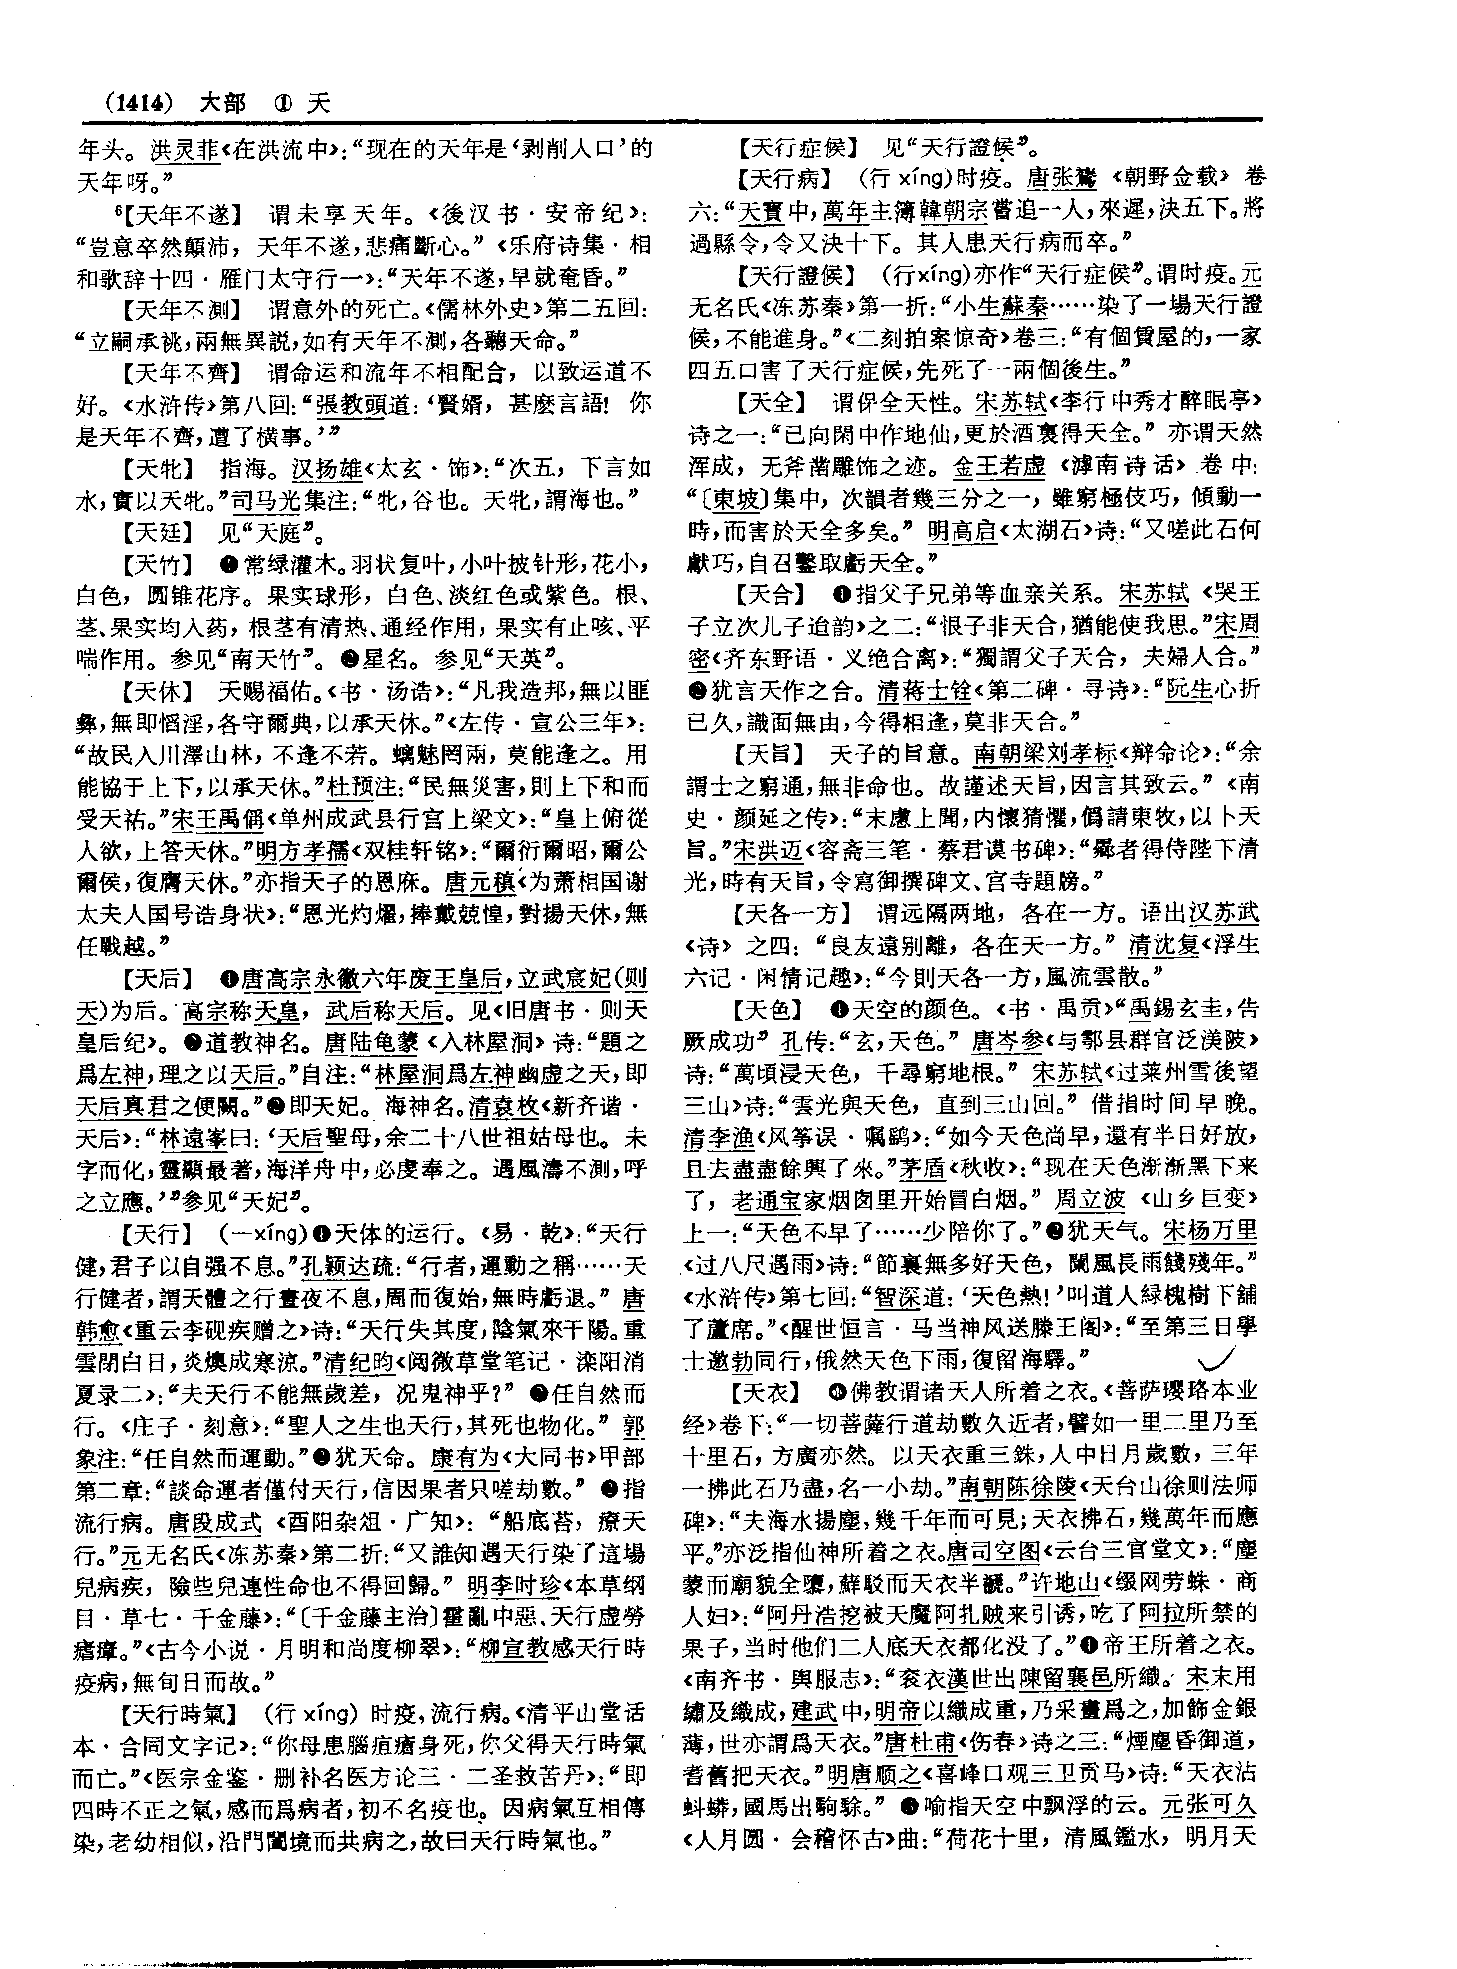 （1414） 大部 ① 天
年头。洪灵菲《在洪流中》：“现在的天年是‘剥削人口’的
天年呀。”
⁶【天年不遂】 谓未享天年。《後汉书·安帝纪》：
“豈意卒然顛沛，天年不遂，悲痛斷心。”《乐府诗集·相
和歌辞十四·雁门太守行一》：“天年不遂，早就奄昏。”
【天年不測】 谓意外的死亡。《儒林外史》第二五回：
“立嗣承祧，兩無異説，如有天年不測，各聽天命。”
【天年不齊】 谓命运和流年不相配合，以致运道不
好。《水浒传》第八回：“張教頭道：‘賢婿，甚麽言語！你
是天年不齊，遭了横事。’”
【天牝】 指海。汉扬雄《太玄·饰》：“次五，下言如
水，實以天牝。”司马光集注：“牝，谷也。天牝，謂海也。”
【天廷】 见“天庭”。
【天竹】 ❶常绿灌木。羽状复叶，小叶披针形，花小，
白色，圆锥花序。果实球形，白色、淡红色或紫色。根、
茎、果实均入药，根茎有清热、通经作用，果实有止咳、平
喘作用。参见“南天竹”。❷星名。参见“天英”。
【天休】 天赐福佑。《书·汤诰》：“凡我造邦，無以匪
彝，無即慆淫，各守爾典，以承天休。”《左传·宣公三年》：
“故民入川澤山林，不逢不若。螭魅罔兩，莫能逢之。用
能協于上下，以承天休。”杜预注：“民無災害，則上下和而
受天祐。”宋王禹偁《单州成武县行宫上梁文》：“皇上俯從
人欲，上答天休。”明方孝孺《双桂轩铭》：“爾衍爾昭，爾公
爾侯，復膺天休。”亦指天子的恩庥。唐元稹《为萧相国谢
太夫人国号诰身状》：“恩光灼燿，捧戴兢惶，對揚天休，無
任戰越。”
【天后】 ❶唐高宗永徽六年废王皇后，立武宸妃（则
天）为后。高宗称天皇，武后称天后。见《旧唐书·则天
皇后纪》。❷道教神名。唐陆龟蒙《入林屋洞》诗：“題之
爲左神，理之以天后。”自注：“林屋洞爲左神幽虚之天，即
天后真君之便闕。”❸即天妃。海神名。清袁枚《新齐谐·
天后》：“林遠峯曰：‘天后聖母，余二十八世祖姑母也。未
字而化，靈顯最著，海洋舟中，必虔奉之。遇風濤不測，呼
之立應。’”参见“天妃”。
【天行】 （—xíng）❶天体的运行。《易·乾》：“天行
健，君子以自强不息。”孔颖达疏：“行者，運動之稱……天
行健者，謂天體之行晝夜不息，周而復始，無時虧退。”唐
韩愈《重云李观疾赠之》诗：“天行失其度，陰氣來干陽。重
雲閉白日，炎燠成寒涼。”清纪昀《阅微草堂笔记·滦阳消
夏录二》：“夫天行不能無歲差，况鬼神乎？”❷任自然而
行。《庄子·刻意》：“聖人之生也天行，其死也物化。”郭
象注：“任自然而運動。”❸犹天命。康有为《大同书》甲部
第二章：“談命運者僅付天行，信因果者只嗟劫數。”❹指
流行病。唐段成式《酉阳杂俎·广知》：“船底苔，療天
行。”元无名氏《冻苏秦》第二折：“又誰知遇天行染了這場
兒病疾，險些兒連性命也不得回歸。”明李时珍《本草纲
目·草七·千金藤》：“〔千金藤主治〕霍亂中惡、天行虚勞
瘧瘴。”《古今小说·月明和尚度柳翠》：“柳宣教感天行時
疫病，無旬日而故。”
【天行時氣】 （行 xíng）时疫，流行病。《清平山堂话
本·合同文字记》：“你母患腦疽瘡身死，你父得天行時氣
而亡。”《医宗金鉴·删补名医方论三·二圣救苦丹》：“即
四時不正之氣，感而爲病者，初不名疫也。因病氣互相傳
染，老幼相似，沿門闔境而共病之，故曰天行時氣也。”
【天行症候】 见“天行證候”。
【天行病】 （行 xíng）时疫。唐张鷟《朝野佥载》卷
六：“天寶中，萬年主簿韓朝宗嘗追一人，來遲，決五下。將
過縣令，令又決十下。其人患天行病而卒。”
【天行證候】 （行xíng）亦作“天行症候”。谓时疫。元
无名氏《冻苏秦》第一折：“小生蘇秦……染了一場天行證
候，不能進身。”《二刻拍案惊奇》卷三：“有個賃屋的，一家
四五口害了天行症候，先死了一兩個後生。”
【天全】 谓保全天性。宋苏轼《李行中秀才醉眠亭》
诗之一：“已向閑中作地仙，更於酒裏得天全。”亦谓天然
浑成，无斧凿雕饰之迹。金王若虚《滹南诗话》卷中：
“〔東坡〕集中，次韻者幾三分之一，雖窮極伎巧，傾動一
時，而害於天全多矣。”明高启《太湖石》诗：“又嗟此石何
獻巧，自召鑿取虧天全。”
【天合】 ❶指父子兄弟等血亲关系。宋苏轼《哭王
子立次儿子迨韵》之二：“恨子非天合，猶能使我思。”宋周
密《齐东野语·义绝合离》：“獨謂父子天合，夫婦人合。”
❷犹言天作之合。清蒋士铨《第二碑·寻诗》：“阮生心折
已久，識面無由，今得相逢，莫非天合。”
【天旨】 天子的旨意。南朝梁刘孝标《辩命论》：“余
謂士之窮通，無非命也。故謹述天旨，因言其致云。”《南
史·颜延之传》：“末慮上聞，内懷猜懼，僞請東牧，以卜天
旨。”宋洪迈《容斋三笔·蔡君谟书碑》：“曏者得侍陛下清
光，時有天旨，令寫御撰碑文、宫寺題牓。”
【天各一方】 谓远隔两地，各在一方。语出汉苏武
《诗》之四：“良友遠别離，各在天一方。”清沈复《浮生
六记·闲情记趣》：“今則天各一方，風流雲散。”
【天色】 ❶天空的颜色。《书·禹贡》“禹錫玄圭，告
厥成功”孔传：“玄，天色。”唐岑参《与鄠县群官泛渼陂》
诗：“萬頃浸天色，千尋窮地根。”宋苏轼《过莱州雪後望
三山》诗：“雲光與天色，直到三山回。”借指时间早晚。
清李渔《风筝误·嘱鹞》：“如今天色尚早，還有半日好放，
且去盡盡餘興了來。”茅盾《秋收》：“现在天色渐渐黑下来
了，老通宝家烟囱里开始冒白烟。”周立波《山乡巨变》
上一：“天色不早了……少陪你了。”❷犹天气。宋杨万里
《过八尺遇雨》诗：“節裏無多好天色，闌風長雨餞殘年。”
《水浒传》第七回：“智深道：‘天色熱！’叫道人緑槐樹下鋪
了蘆席。”《醒世恒言·马当神风送滕王阁》：“至第三日學
士邀勃同行，俄然天色下雨，復留海驛。”
【天衣】 ❶佛教谓诸天人所着之衣。《菩萨璎珞本业
经》卷下：“一切菩薩行道劫數久近者，譬如一里二里乃至
十里石，方廣亦然。以天衣重三銖，人中日月歲數，三年
一拂此石乃盡，名一小劫。”南朝陈徐陵《天台山徐则法师
碑》：“夫海水揚塵，幾千年而可見；天衣拂石，幾萬年而應
平。”亦泛指仙神所着之衣。唐司空图《云台三官堂文》：“塵
蒙而廟貌全隳，蘚駁而天衣半褫。”许地山《缀网劳蛛·商
人妇》：“阿丹浩挖被天魔阿扎贼来引诱，吃了阿拉所禁的
果子，当时他们二人底天衣都化没了。”❷帝王所着之衣。
《南齐书·舆服志》：“衮衣漢世出陳留襄邑所織。宋末用
繡及織成，建武中，明帝以織成重，乃采畫爲之，加飾金銀
薄，世亦謂爲天衣。”唐杜甫《伤春》诗之三：“煙塵昏御道，
耆舊把天衣。”明唐顺之《喜峰口观三卫贡马》诗：“天衣沾
蚪蟒，國馬出駒騟。”❸喻指天空中飘浮的云。元张可久
《人月圆·会稽怀古》曲：“荷花十里，清風鑑水，明月天